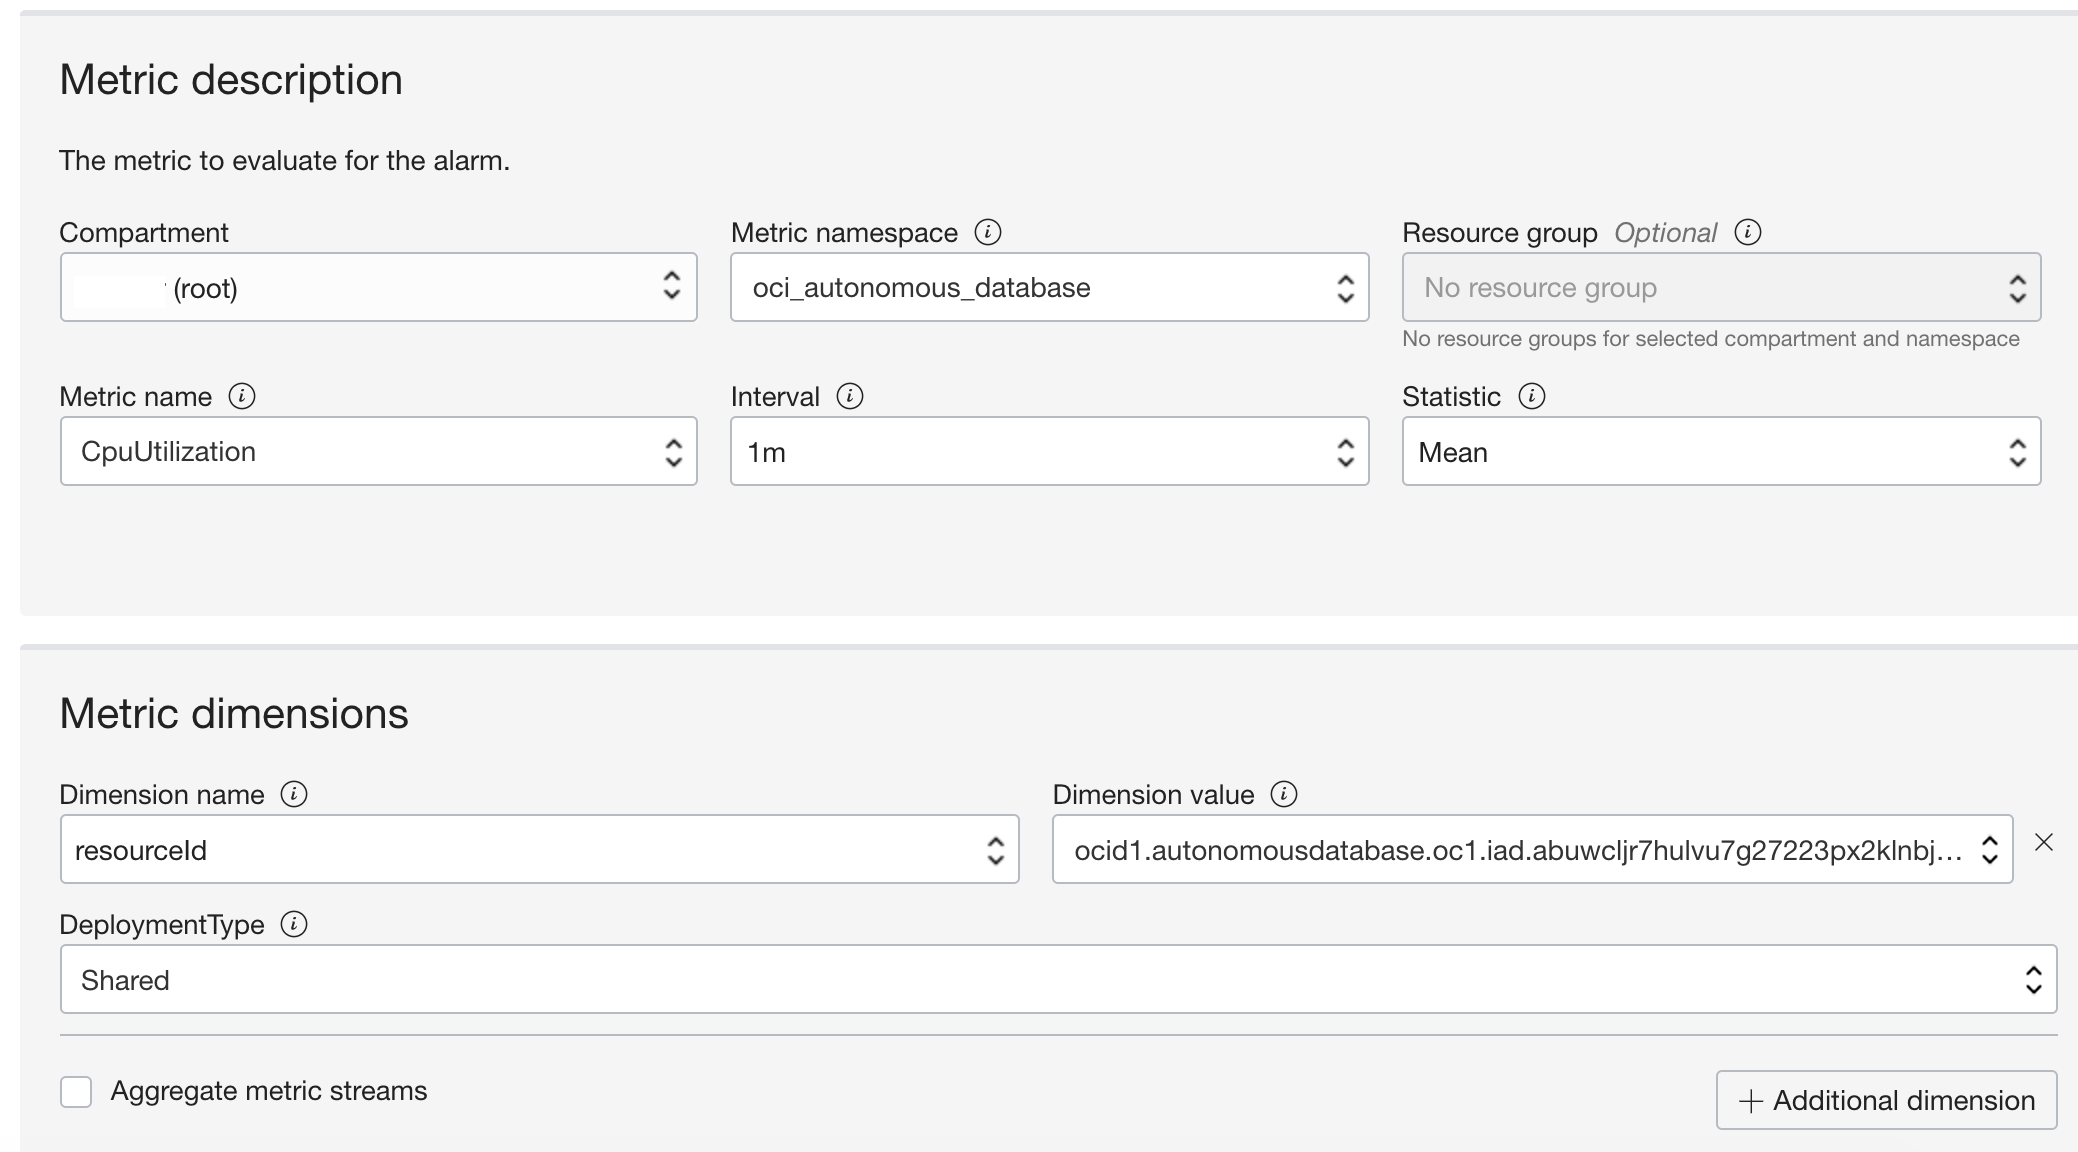 Metric description
The metric to evaluate for the alarm.
Compartment
(root)
Metric namespace
oci_autonomous_database
Resource group Optional
No resource group
No resource groups for selected compartment and namespace
Metric name
CpuUtilization
Interval
1m
Statistic
Mean
Metric dimensions
Dimension name
resourceId
Dimension value
ocid1.autonomousdatabase.oc1.iad.abuwcljr7hulvu7g27223px2klnbj...
DeploymentType
Shared
Aggregate metric streams
+ Additional dimension